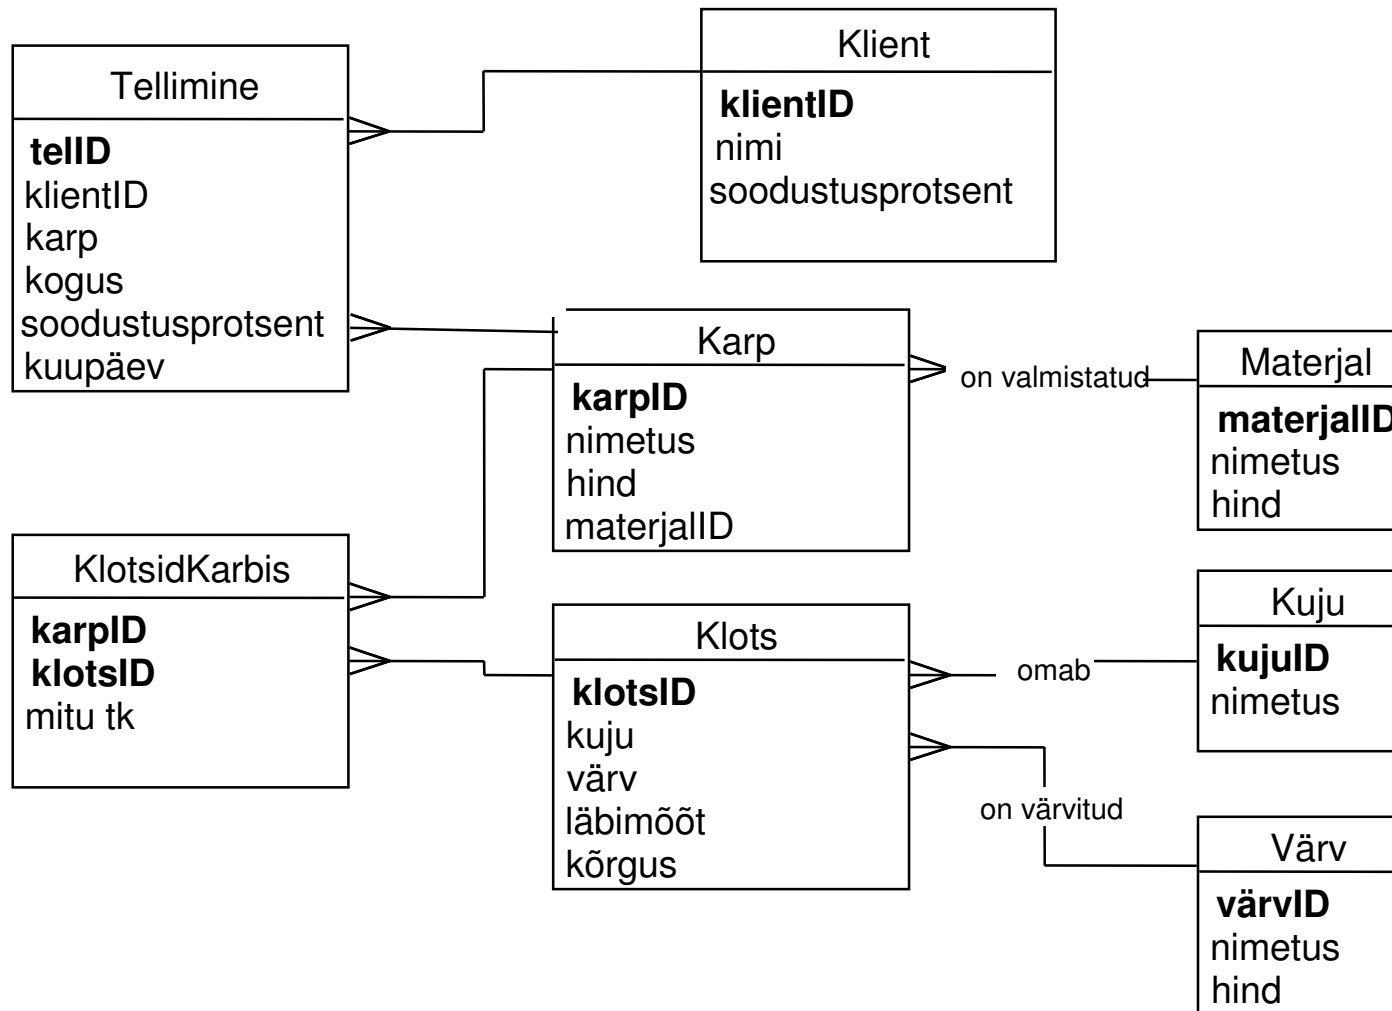 Tellimine
telID
klientID
karp
kogus
soodustusprotsent
kuupäev
Klient
klientID
nimi
soodustusprotsent
Karp
karpID
nimetus
hind
materjalID
on valmistatud
Materjal
materjalID
nimetus
hind
KlotsidKarbis
karpID
klotsID
mitu tk
Klots
klotsID
kuju
värv
läbimõõt
kõrgus
omab
Kuju
kujuID
nimetus
on värvitud
Värv
värvID
nimetus
hind